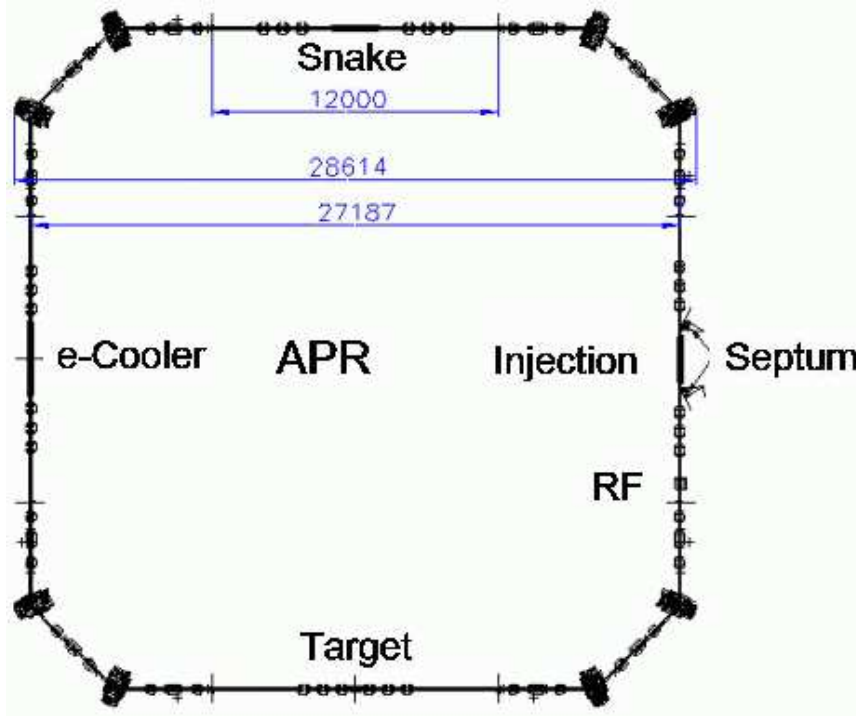 Snake
12000
28614
27187
e-Cooler APR Injection Septum
RF
Target